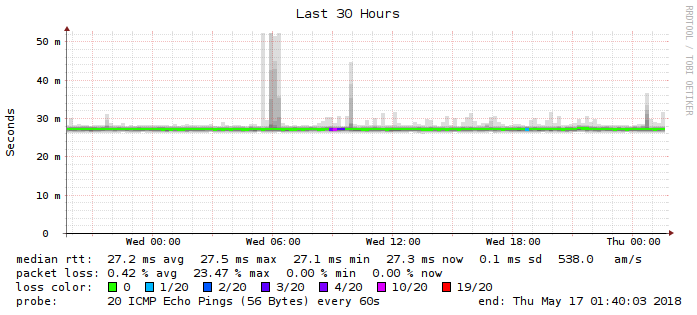 Last 30 Hours
RRDTOOL / TOBI OETIKER
Seconds
50 m
40 m
30 m
20 m
10 m
0
Wed 00:00 Wed 06:00 Wed 12:00 Wed 18:00 Thu 00:00
median rtt: 27.2 ms avg 27.5 ms max 27.1 ms min 27.3 ms now 0.1 ms sd 538.0 am/s
packet loss: 0.42 % avg 23.47 % max 0.00 % min 0.00 % now
loss color: 0 1/20 2/20 3/20 4/20 10/20 19/20
probe: 20 ICMP Echo Pings (56 Bytes) every 60s end: Thu May 17 01:40:03 2018